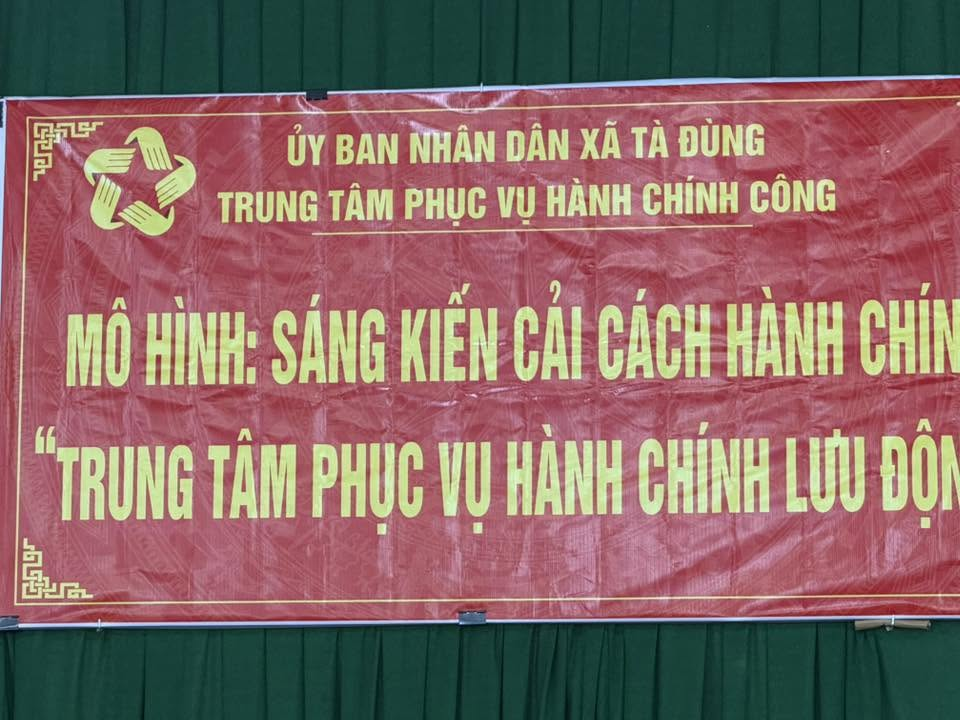 ỦY BAN NHÂN DÂN XÃ TÀ ĐÙNG
TRUNG TÂM PHỤC VỤ HÀNH CHÍNH CÔNG
MÔ HÌNH: SÁNG KIẾN CẢI CÁCH HÀNH CHÍN
“TRUNG TÂM PHỤC VỤ HÀNH CHÍNH LƯU ĐỘN